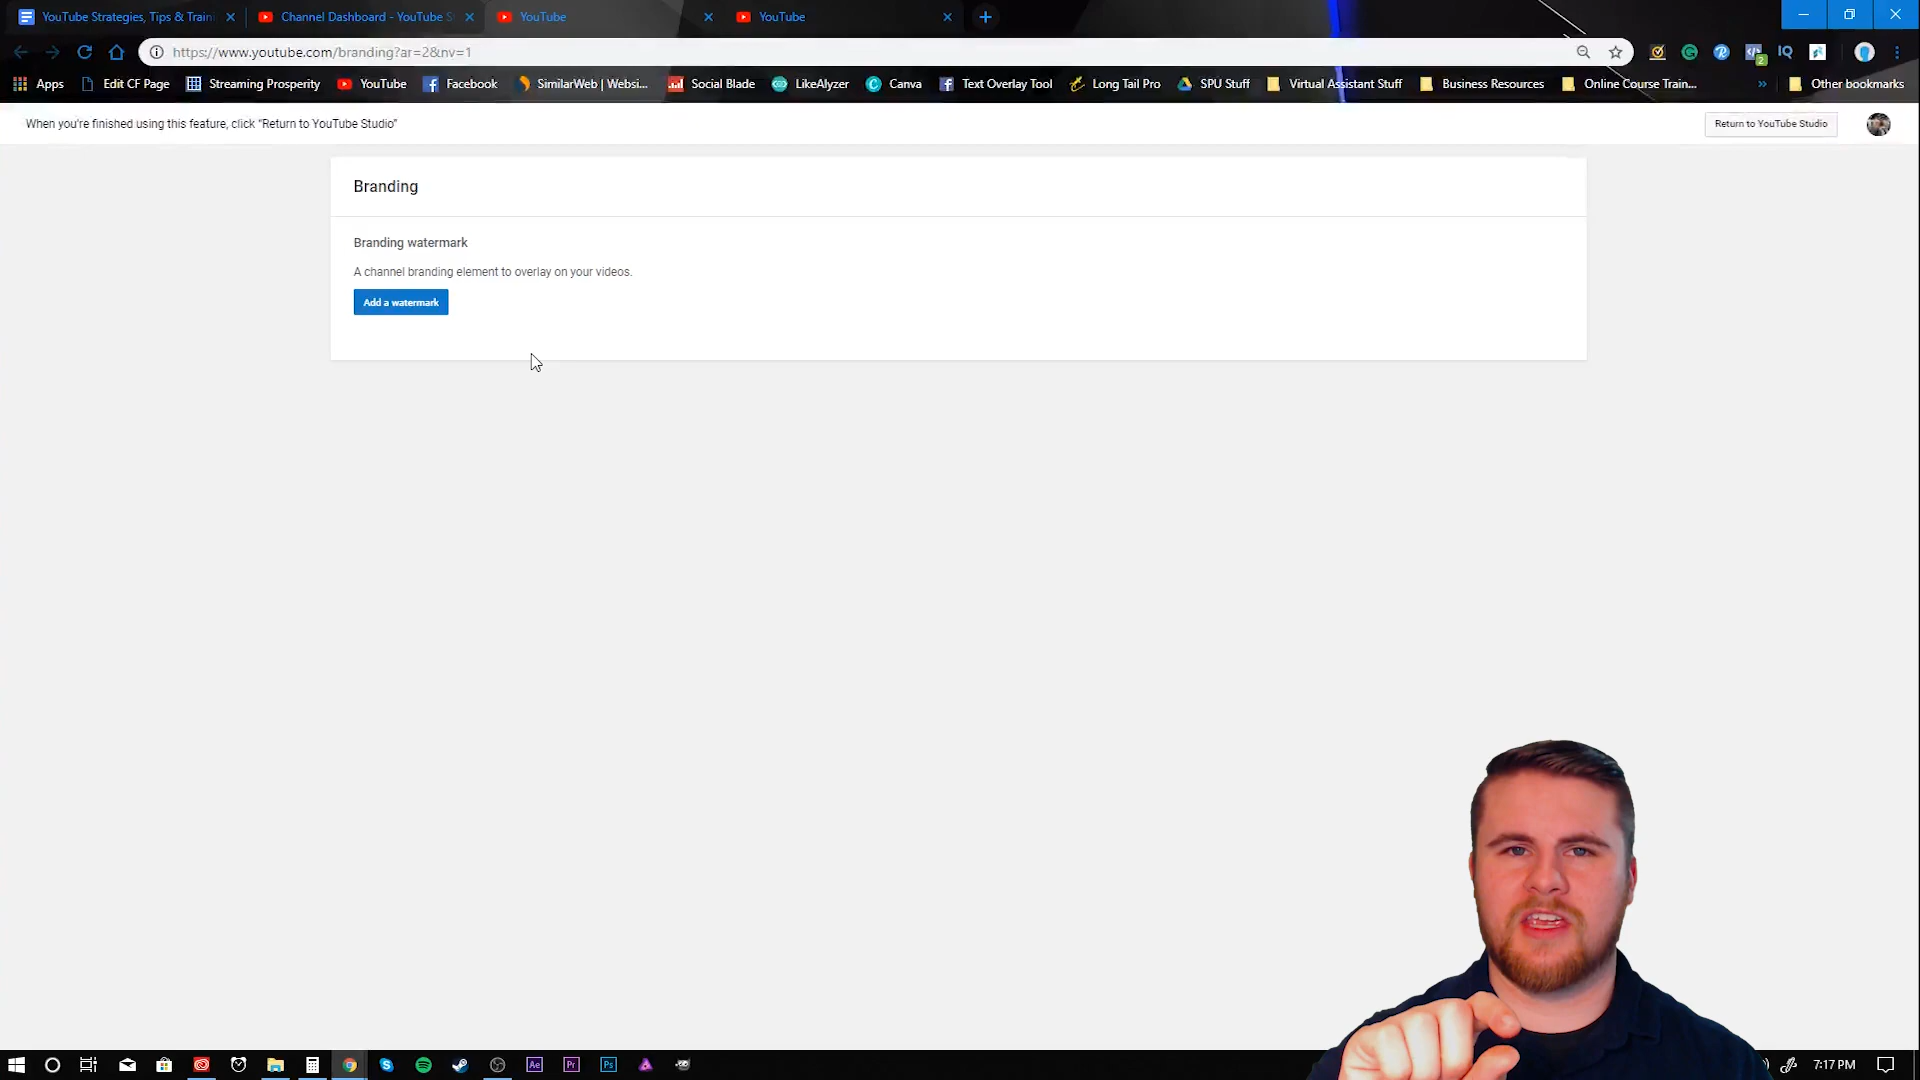 YouTube Strategies, Tips & Train
Channel Dashboard - YouTube S
YouTube
YouTube
https://www.youtube.com/branding?ar=2&nv=1
Apps
Edit CF Page
Streaming Prosperity
YouTube
Facebook
SimilarWeb | Websi...
Social Blade
LikeAlyzer
Canva
Text Overlay Tool
Long Tail Pro
SPU Stuff
Virtual Assistant Stuff
Business Resources
Online Course Train...
»
Other bookmarks
When you're finished using this feature, click "Return to YouTube Studio"
Return to YouTube Studio
Branding
Branding watermark
A channel branding element to overlay on your videos.
Add a watermark
Ae
Pr
Ps
7:17 PM